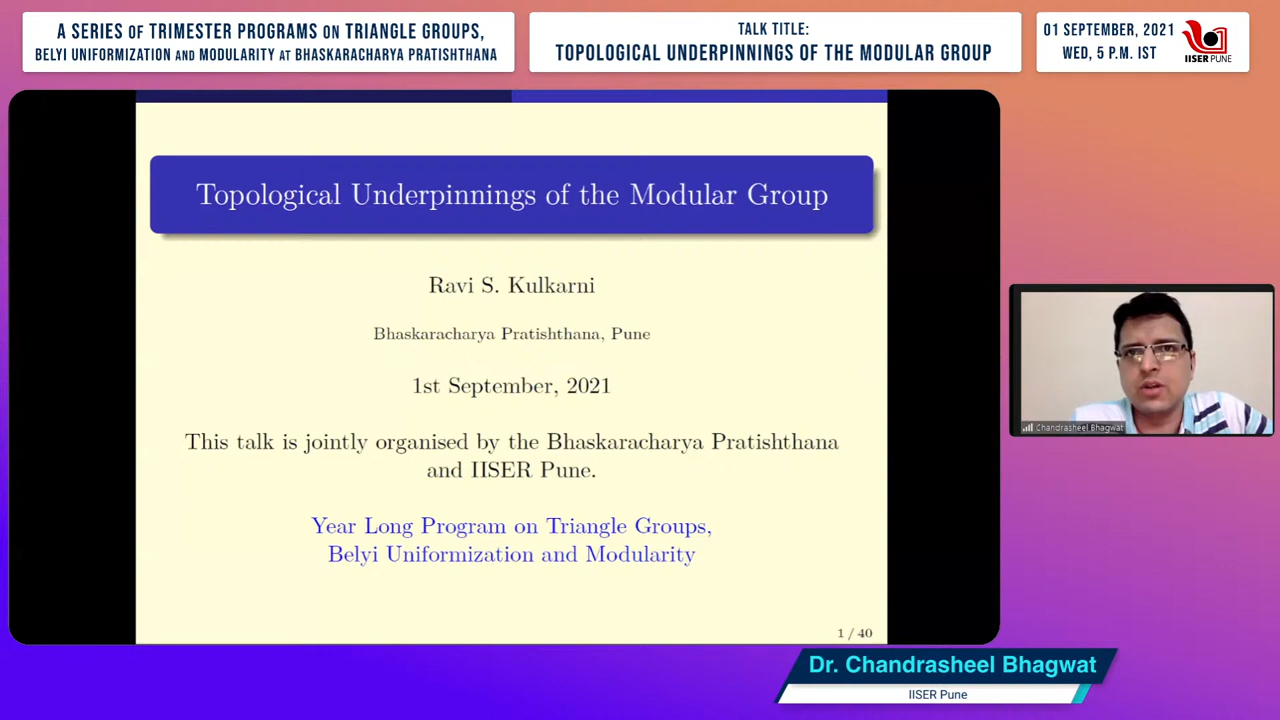 A SERIES OF TRIMESTER PROGRAMS ON TRIANGLE GROUPS,
BELYI UNIFORMIZATION AND MODULARITY AT BHASKARACHARYA PRATISHTHANA
TALK TITLE:
TOPOLOGICAL UNDERPINNINGS OF THE MODULAR GROUP
01 SEPTEMBER, 2021
WED, 5 P.M. IST
IISER PUNE
Topological Underpinnings of the Modular Group
Ravi S. Kulkarni
Bhaskaracharya Pratishthana, Pune
1st September, 2021
This talk is jointly organised by the Bhaskaracharya Pratishthana
and IISER Pune.
Year Long Program on Triangle Groups,
Belyi Uniformization and Modularity
1 / 40
Chandrasheel Bhagwat
Dr. Chandrasheel Bhagwat
IISER Pune